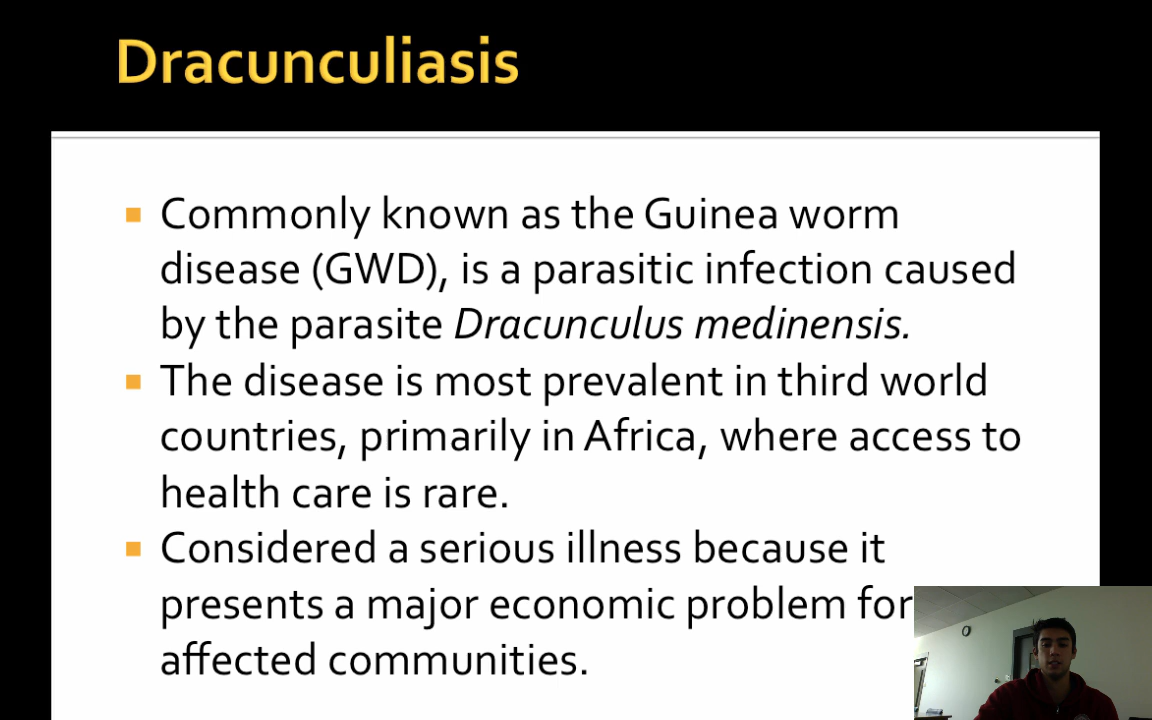 Dracunculiasis
Commonly known as the Guinea worm
disease (GWD), is a parasitic infection caused
by the parasite Dracunculus medinensis.
The disease is most prevalent in third world
countries, primarily in Africa, where access to
health care is rare.
Considered a serious illness because it
presents a major economic problem for
affected communities.